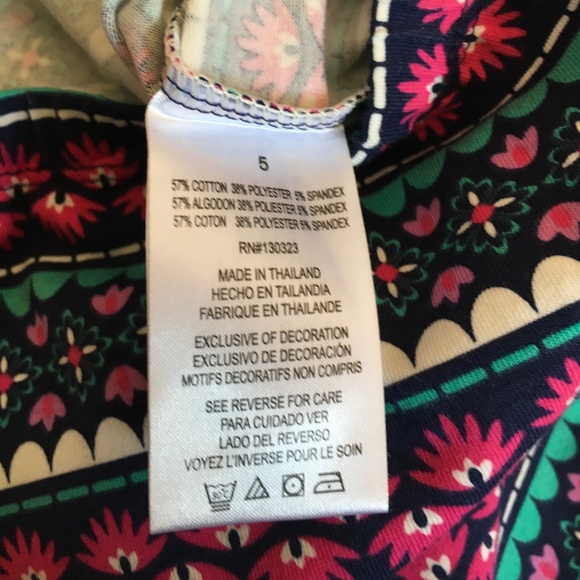 5
57% COTTON 38% POLYESTER 5% SPANDEX
57% ALGODON 38% POLIESTER 5% SPANDEX
57% COTON 38% POLYESTER 5% SPANDEX
RN#130323
MADE IN THAILAND
HECHO EN TAILANDIA
FABRIQUE EN THAILANDE
EXCLUSIVE OF DECORATION
EXCLUSIVO DE DECORACIÓN
MOTIFS DECORATIFS NON COMPRIS
SEE REVERSE FOR CARE
PARA CUIDADO VER
LADO DEL REVERSO
VOYEZ L'INVERSE POUR LE SOIN
30°C